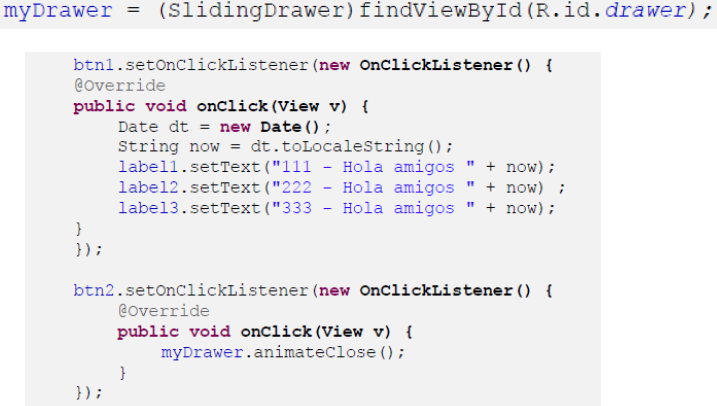 myDrawer = (SlidingDrawer)findViewById(R.id.drawer);
btn1.setOnClickListener(new OnClickListener() {
@Override
public void onClick(View v) {
Date dt = new Date();
String now = dt.toLocaleString();
label1.setText("111 - Hola amigos " + now);
label2.setText("222 - Hola amigos " + now) ;
label3.setText("333 - Hola amigos " + now);
}
});
btn2.setOnClickListener(new OnClickListener() {
@Override
public void onClick(View v) {
myDrawer.animateClose();
}
});